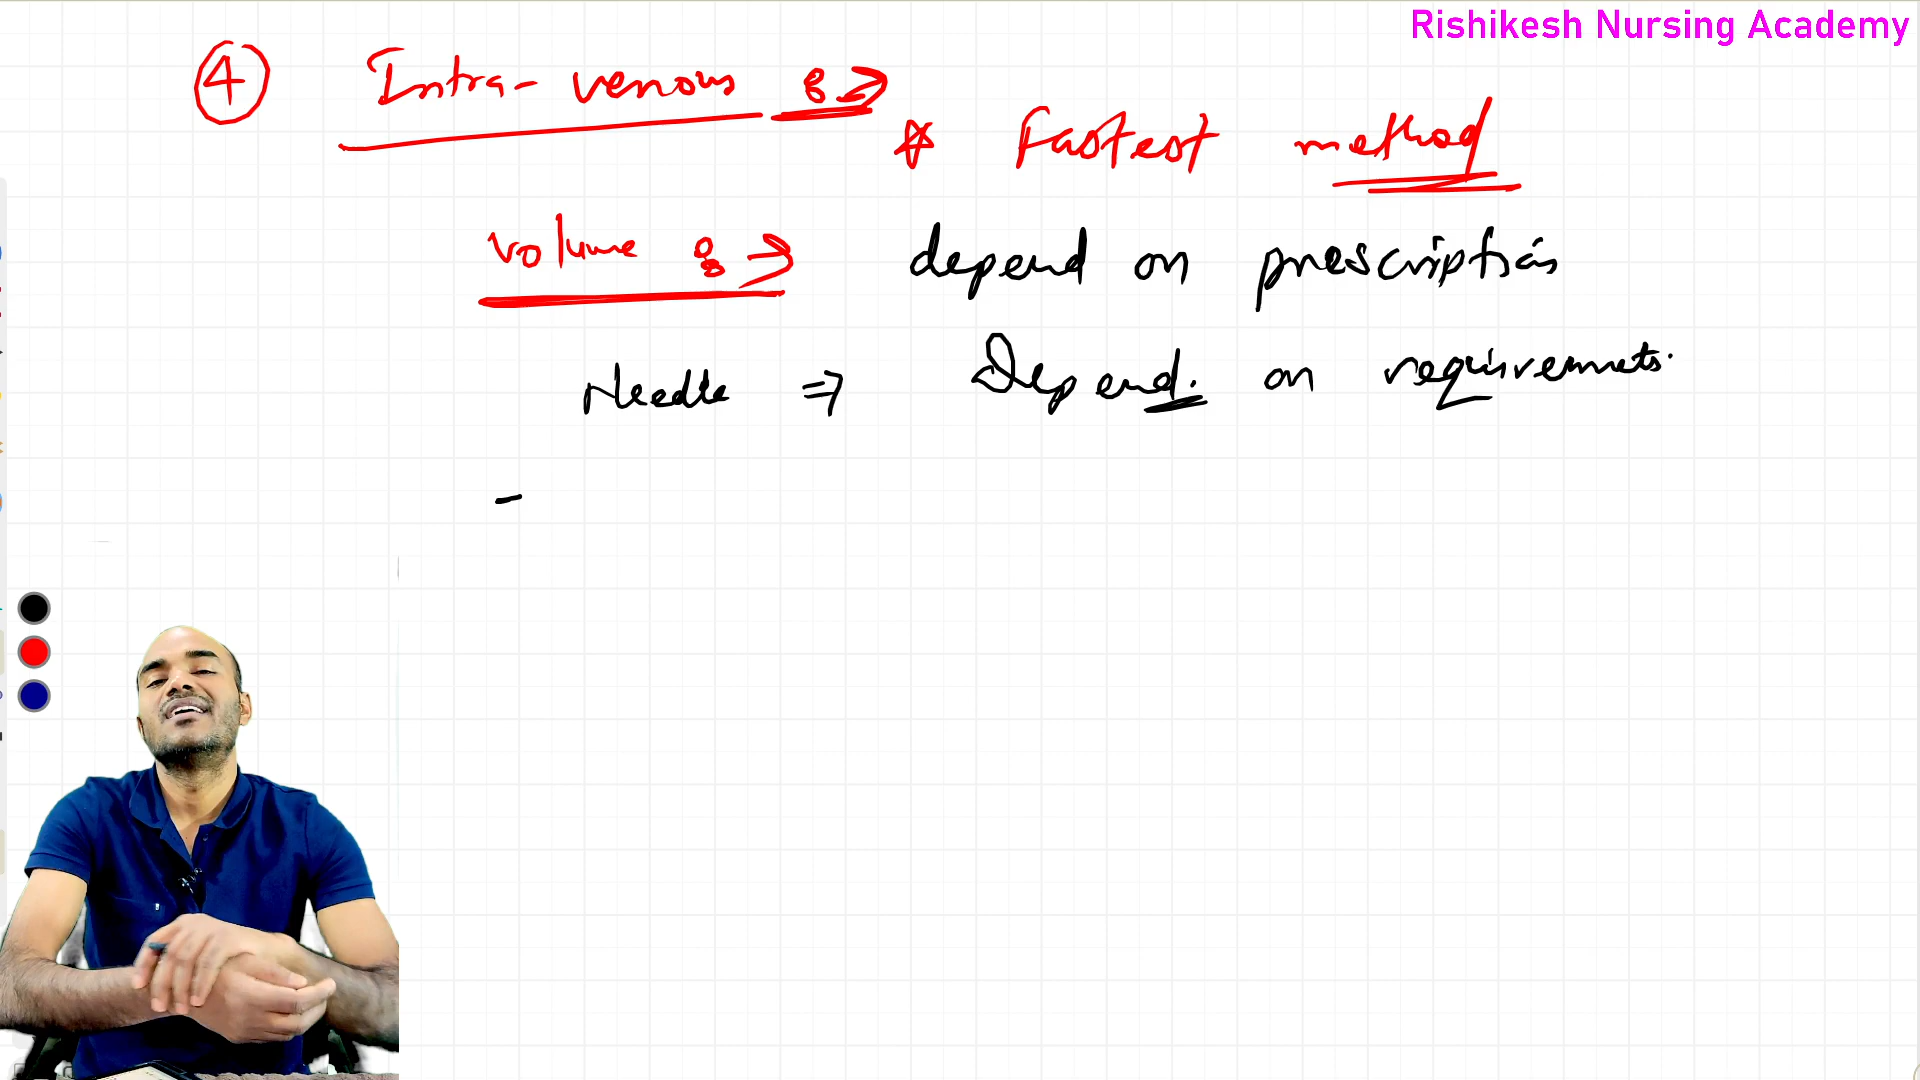 Rishikesh Nursing Academy
4 Intra-venous :→
* Fastest method
volume :→ depend on prescription
Needle ⇒ Depend. on requirements.
-